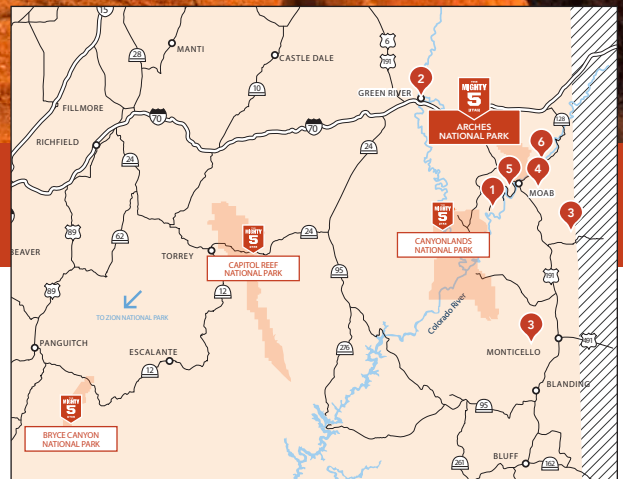 15
6
191
MANTI
28
CASTLE DALE
10
2
GREEN RIVER
THE
MIGHTY
5
UTAH
ARCHES
NATIONAL PARK
FILLMORE
70
70
128
RICHFIELD
24
24
6
5
4
1
MOAB
3
89
62
24
TORREY
MIGHTY
5
CAPITOL REEF
NATIONAL PARK
MIGHTY
5
CANYONLANDS
NATIONAL PARK
EAVER
95
191
89
12
TO ZION NATIONAL PARK
Colorado River
3
PANGUITCH
ESCALANTE
276
MONTICELLO
491
12
BLANDING
MIGHTY
5
95
BRYCE CANYON
NATIONAL PARK
BLUFF
261
162